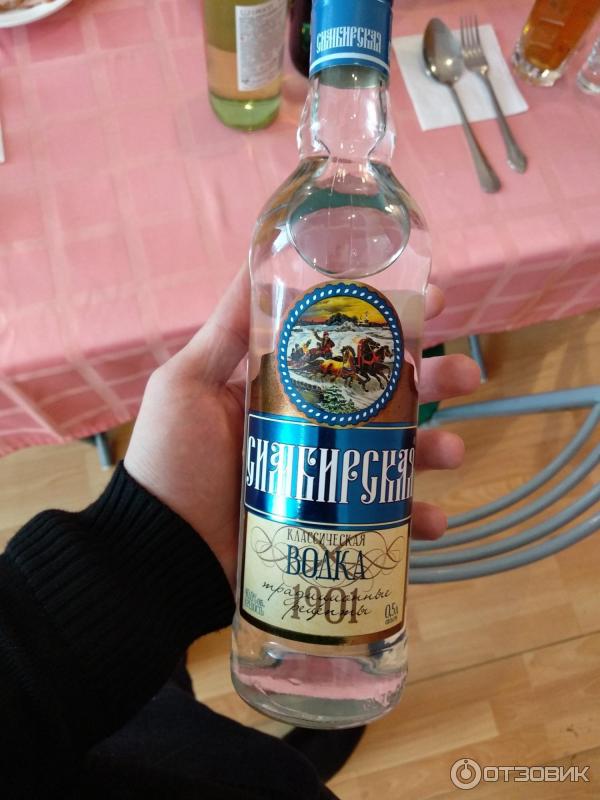 СИМБИРСКАЯ
СИМБИРСКАЯ
КЛАССИЧЕСКАЯ
ВОДКА
традиционные
1901
рецепты
0,5л
ОТЗОВИК